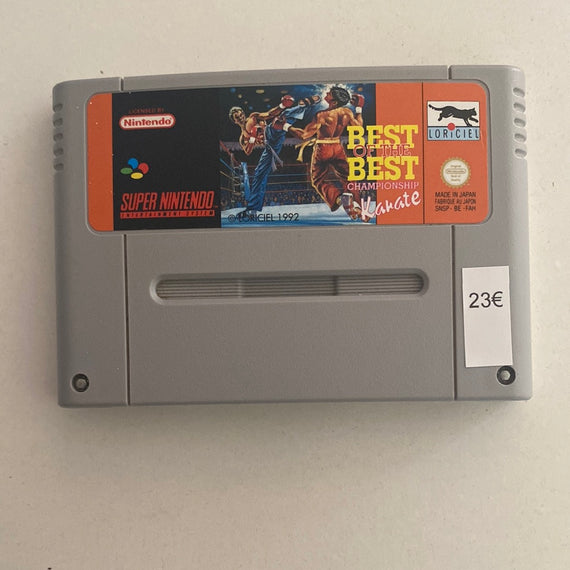 LICENSED BY
Nintendo
SUPER NINTENDO
ENTERTAINMENT SYSTEM
© LORICIEL 1992
BEST
OF THE
BEST
CHAMPIONSHIP
Karate
LORICIEL
Nintendo
MADE IN JAPAN
FABRIQUE AU JAPON
SNSP - BE - FAH
23€